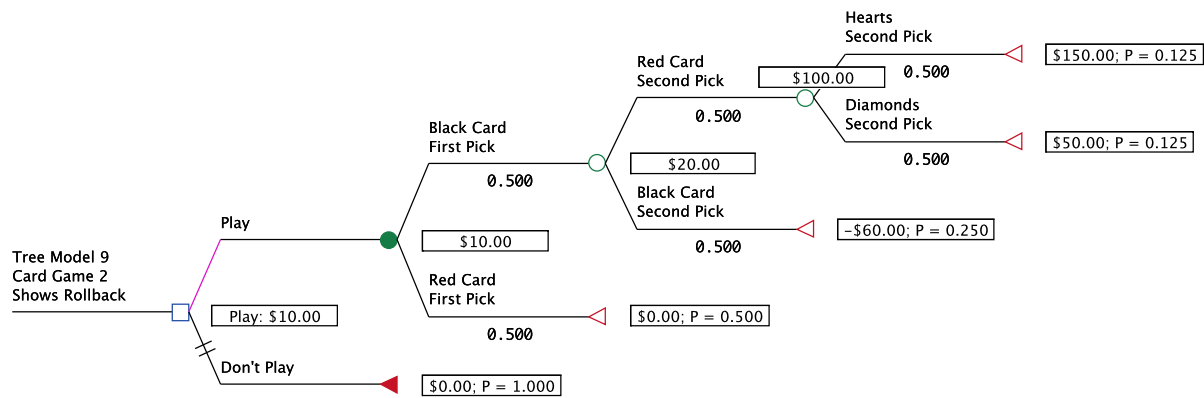 Hearts
Second Pick
$150.00; P = 0.125
0.500
Red Card
Second Pick
$100.00
0.500
Diamonds
Second Pick
$50.00; P = 0.125
0.500
Black Card
First Pick
0.500
$20.00
Black Card
Second Pick
–$60.00; P = 0.250
0.500
Play
$10.00
Tree Model 9
Card Game 2
Shows Rollback
Play: $10.00
Red Card
First Pick
$0.00; P = 0.500
0.500
Don't Play
$0.00; P = 1.000